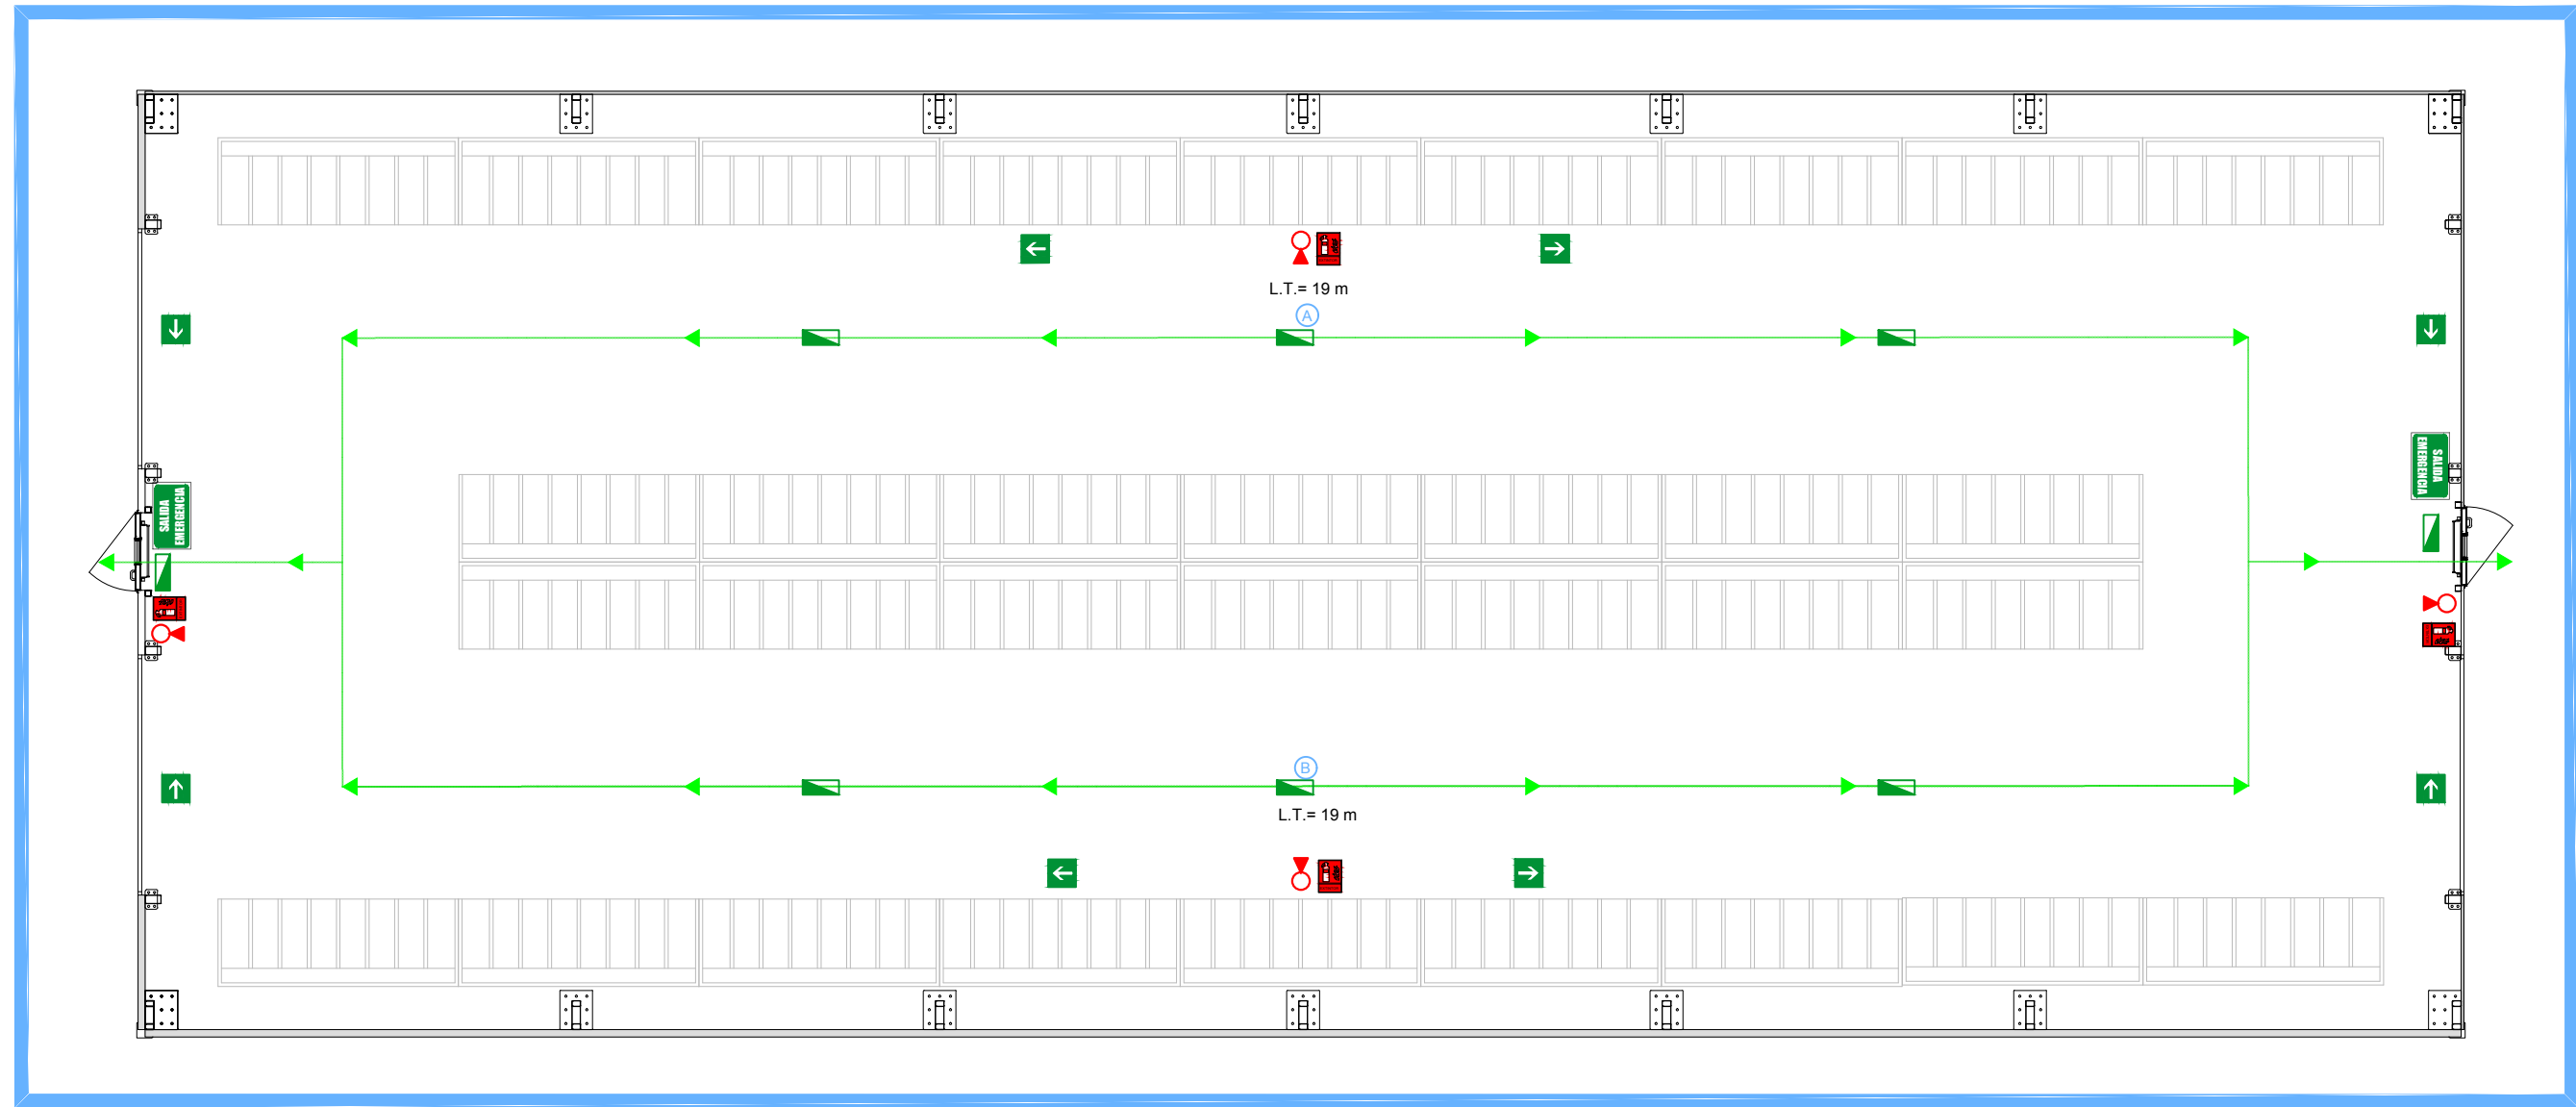 L.T.= 19 m
A
SALIDA
EMERGENCIA
SALIDA
EMERGENCIA
B
L.T.= 19 m